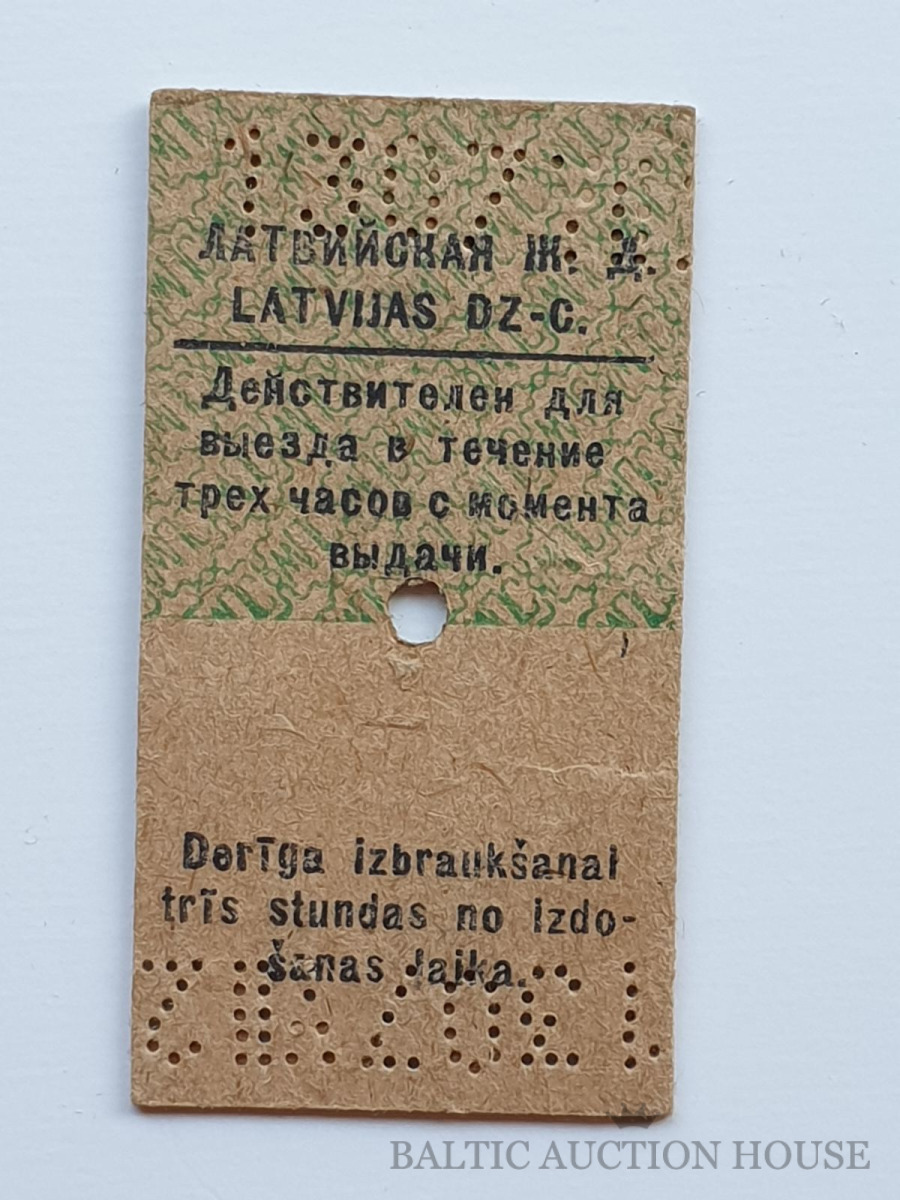 ЛАТВИЙСКАЯ Ж. Д.
LATVIJAS DZ-C.
Действителен для
выезда в течение
трех часов с момента
выдачи.
Derīga izbraukšanai
trīs stundas no izdo-
šanas laika.
BALTIC AUCTION HOUSE